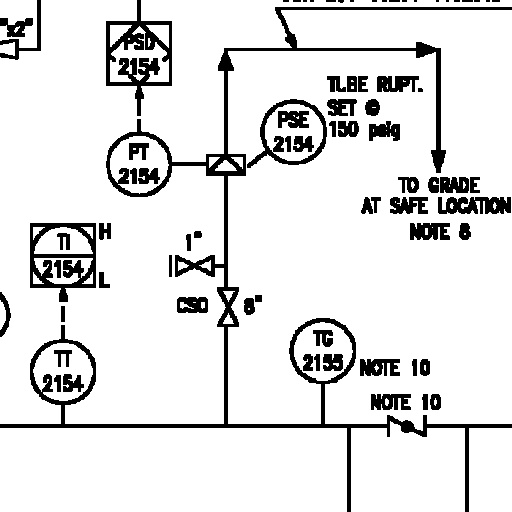 "x2"
PSD
2154
TUBE RUPT.
SET @
150 psig
PSE
2154
PT
2154
TO GRADE
AT SAFE LOCATION
NOTE 8
H
TI
2154
L
1"
CSO
8"
TG
2155
NOTE 10
TT
2154
NOTE 10